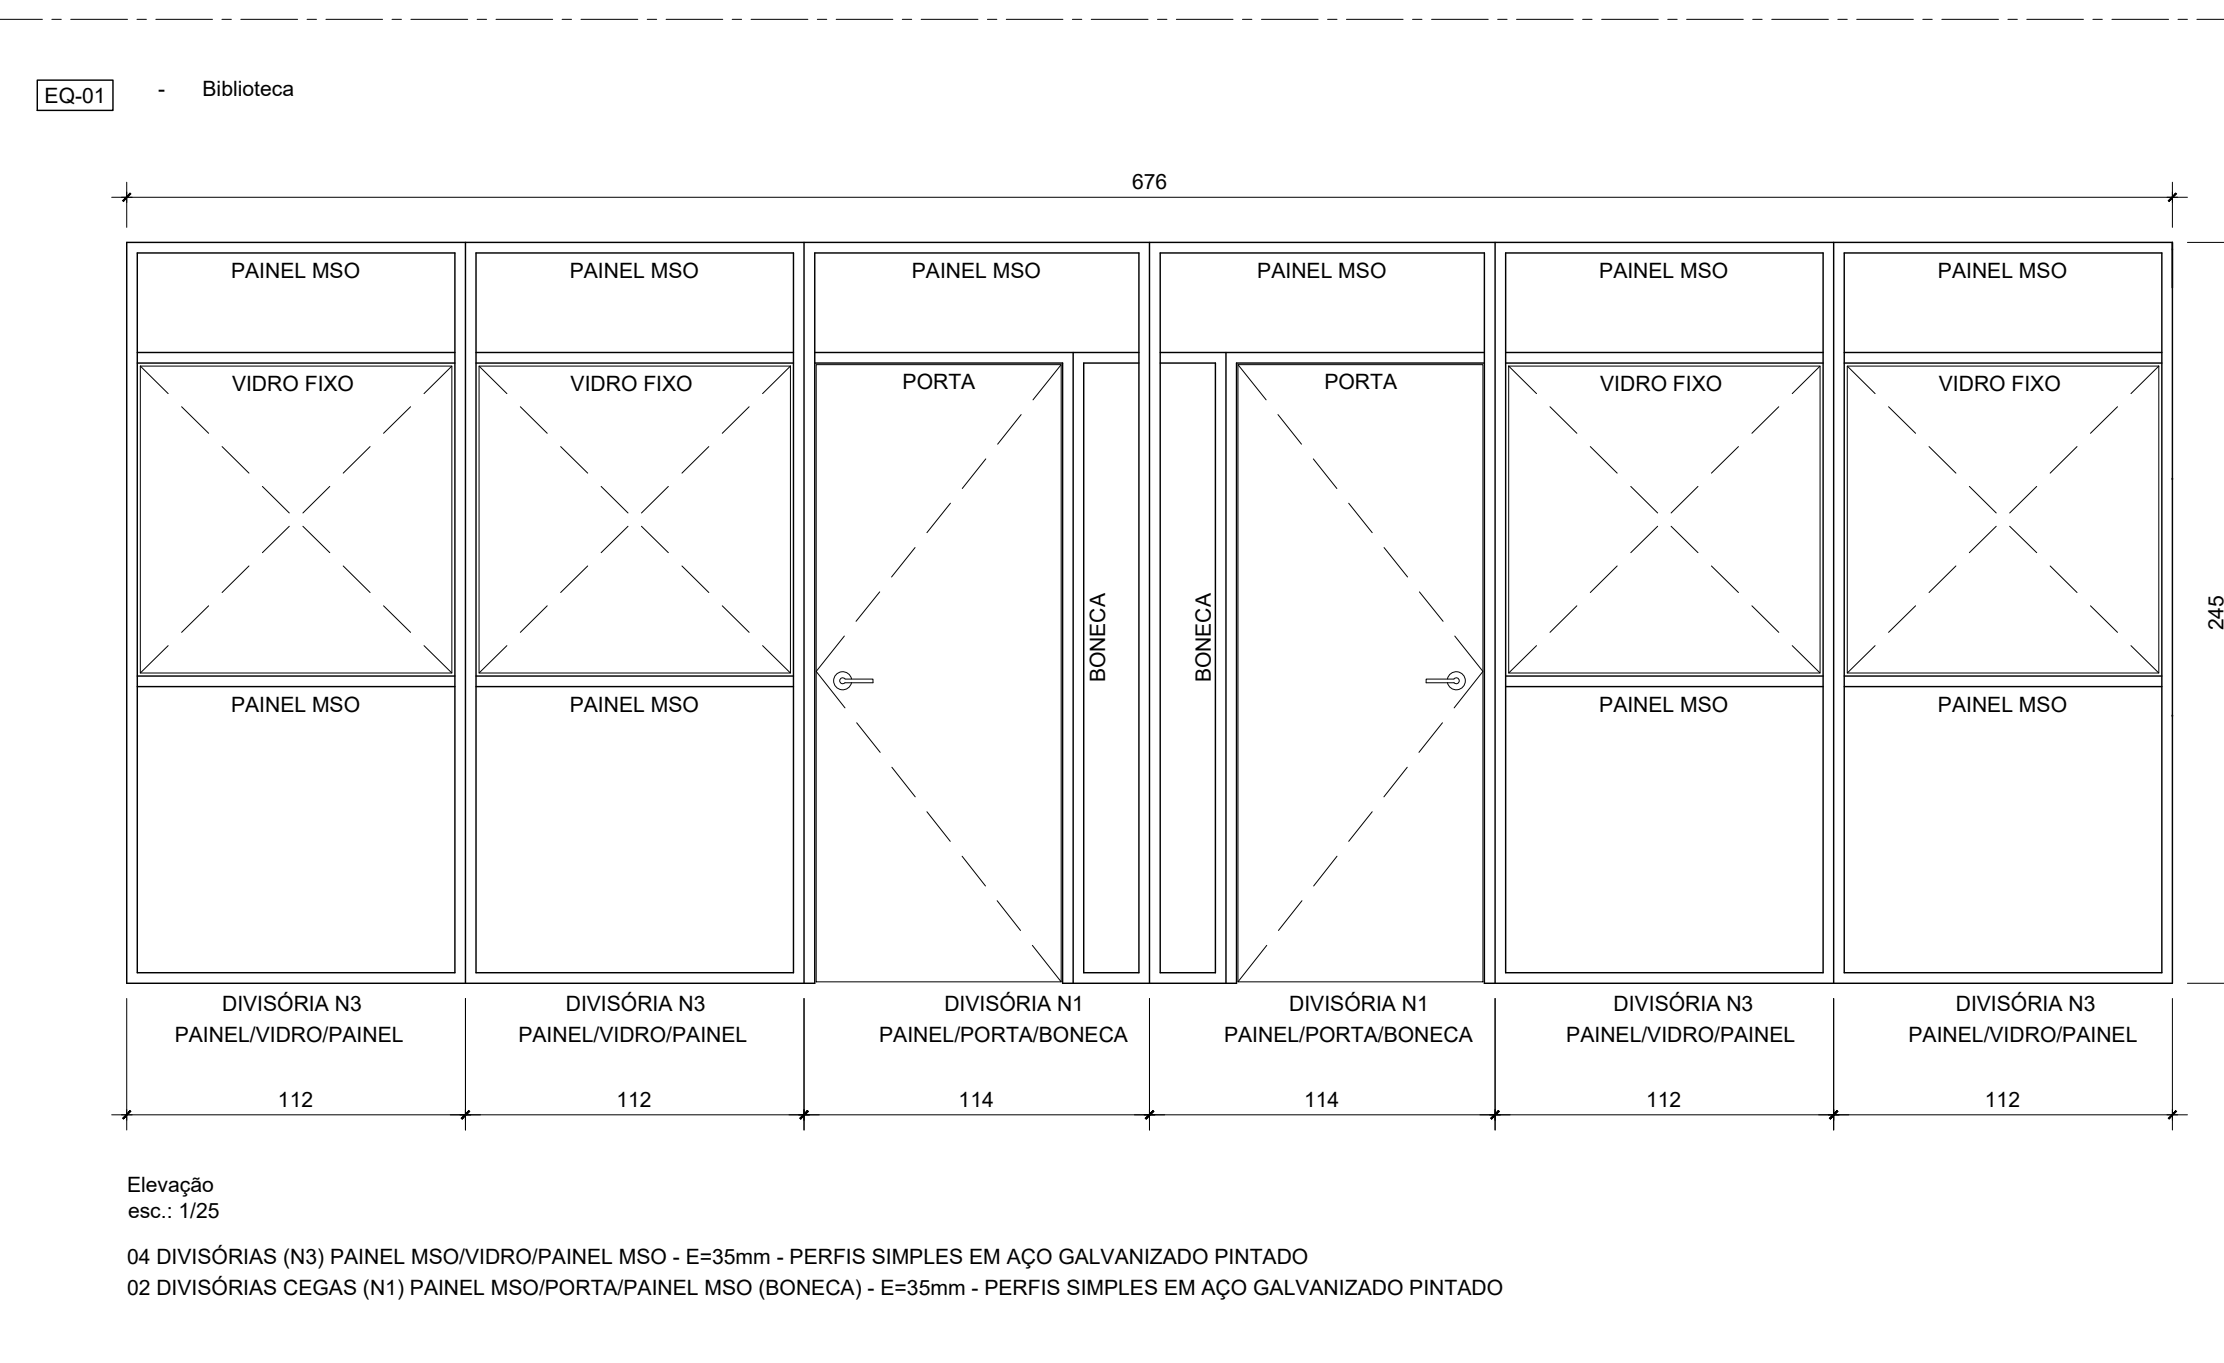 EQ-01 - Biblioteca
676
PAINEL MSO PAINEL MSO PAINEL MSO PAINEL MSO PAINEL MSO PAINEL MSO
VIDRO FIXO VIDRO FIXO PORTA PORTA VIDRO FIXO VIDRO FIXO
BONECA BONECA
245
PAINEL MSO PAINEL MSO PAINEL MSO PAINEL MSO
DIVISÓRIA N3 DIVISÓRIA N3 DIVISÓRIA N1 DIVISÓRIA N1 DIVISÓRIA N3 DIVISÓRIA N3
PAINEL/VIDRO/PAINEL PAINEL/VIDRO/PAINEL PAINEL/PORTA/BONECA PAINEL/PORTA/BONECA PAINEL/VIDRO/PAINEL PAINEL/VIDRO/PAINEL
112 112 114 114 112 112
Elevação
esc.: 1/25
04 DIVISÓRIAS (N3) PAINEL MSO/VIDRO/PAINEL MSO - E=35mm - PERFIS SIMPLES EM AÇO GALVANIZADO PINTADO
02 DIVISÓRIAS CEGAS (N1) PAINEL MSO/PORTA/PAINEL MSO (BONECA) - E=35mm - PERFIS SIMPLES EM AÇO GALVANIZADO PINTADO